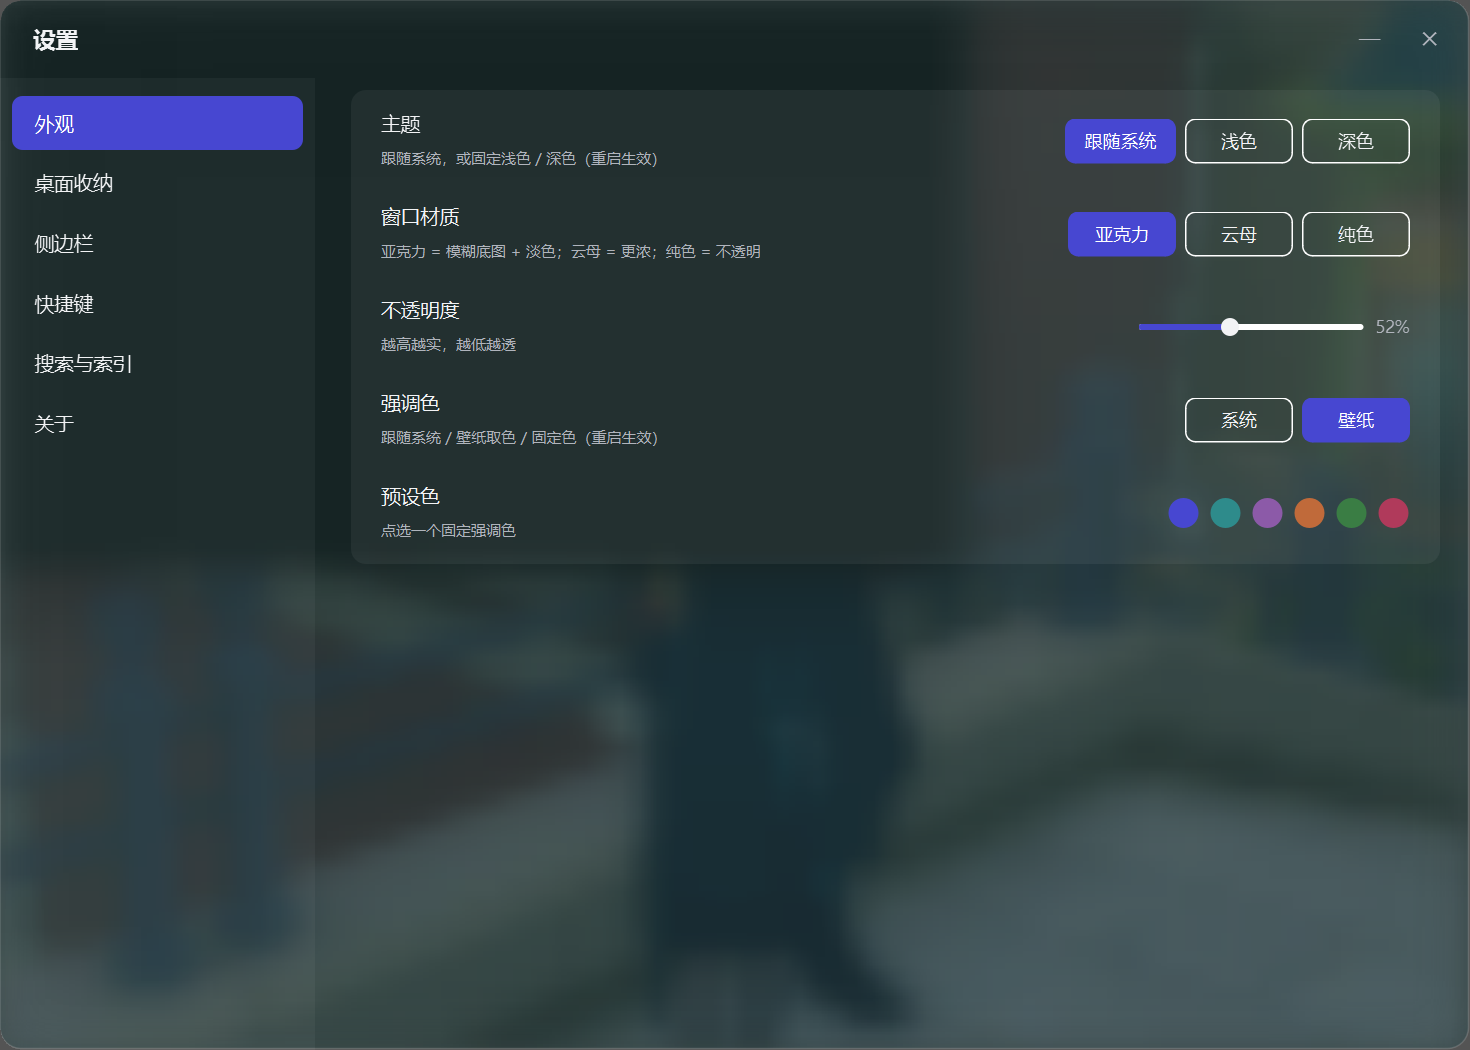 设置
外观
桌面收纳
侧边栏
快捷键
搜索与索引
关于
主题
跟随系统，或固定浅色 / 深色（重启生效）
跟随系统 浅色 深色
窗口材质
亚克力 = 模糊底图 + 淡色；云母 = 更浓；纯色 = 不透明
亚克力 云母 纯色
不透明度
越高越实，越低越透
52%
强调色
跟随系统 / 壁纸取色 / 固定色（重启生效）
系统 壁纸
预设色
点选一个固定强调色